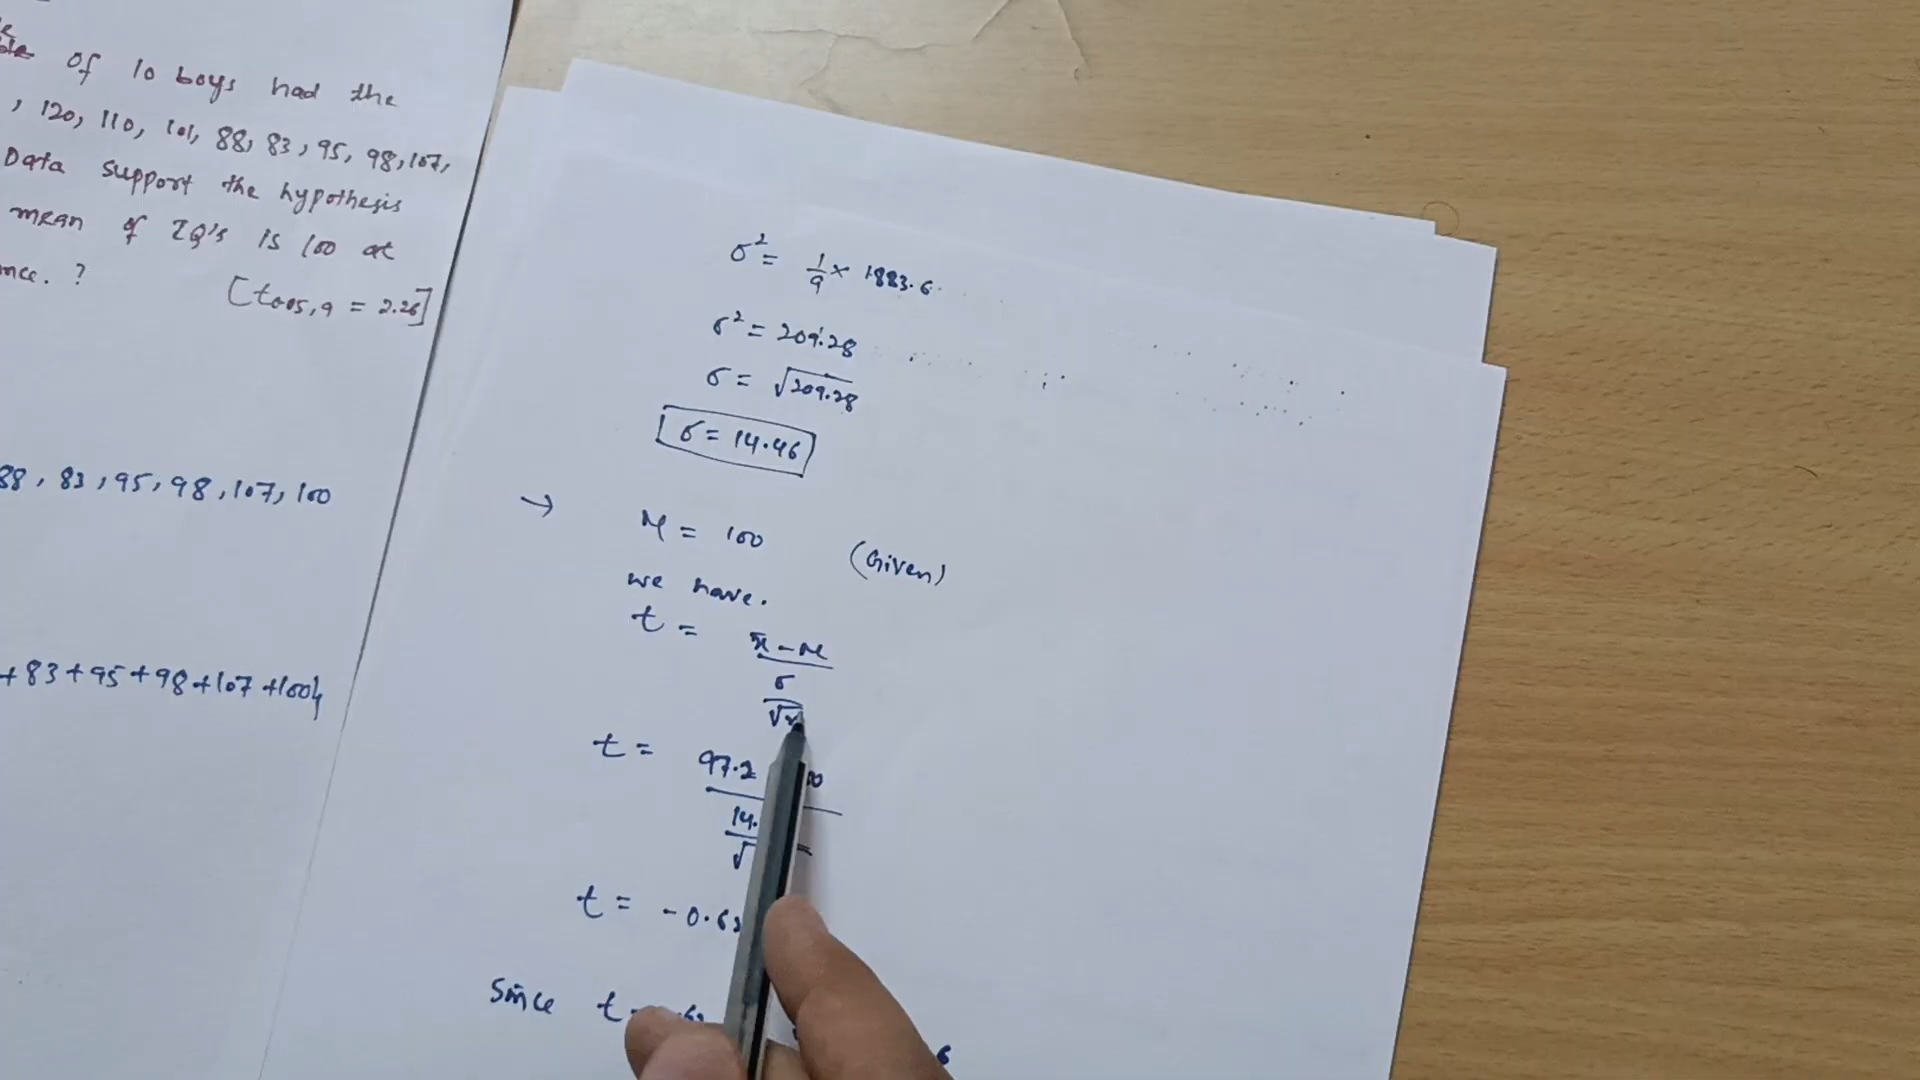 of 10 boys had the
, 120, 110, 101, 88, 83, 95, 98, 107,
Data support the hypothesis
mean of IQ's is 100 at
nce. ?
[t0.05,9 = 2.26]
88, 83, 95, 98, 107, 100
+83+95+98+107+100}
σ² = 1/9 × 1883.6
σ² = 209.28
σ = √209.28
σ = 14.46
→ μ = 100 (Given)
we have.
t = x̄ - μ
σ
√n
t = 97.2
14.
√
t = -0.62
Since t